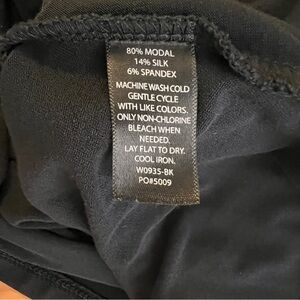 80% MODAL
14% SILK
6% SPANDEX
MACHINE WASH COLD
GENTLE CYCLE
WITH LIKE COLORS.
ONLY NON-CHLORINE
BLEACH WHEN
NEEDED.
LAY FLAT TO DRY.
COOL IRON.
W0935-BK
PO#5009